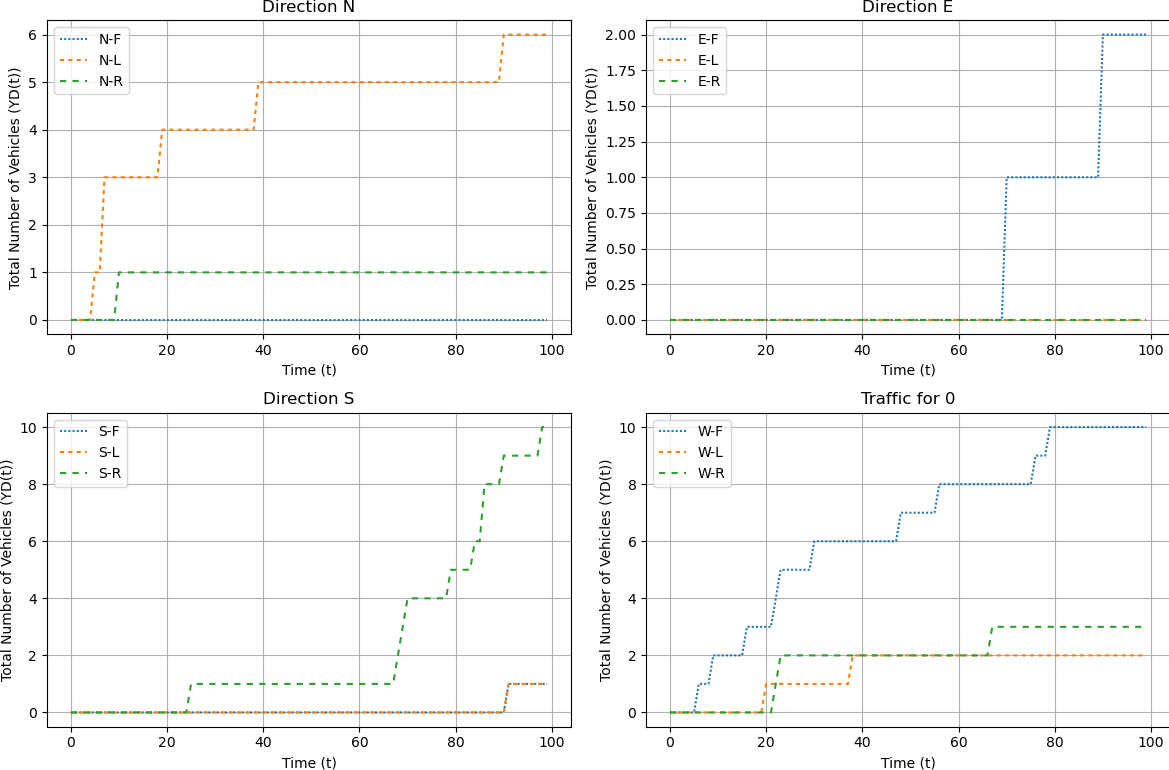 Direction N
Total Number of Vehicles (YD(t))
6
5
4
3
2
1
0
N-F
N-L
N-R
0 20 40 60 80 100
Time (t)
Direction E
Total Number of Vehicles (YD(t))
2.00
1.75
1.50
1.25
1.00
0.75
0.50
0.25
0.00
E-F
E-L
E-R
0 20 40 60 80 100
Time (t)
Direction S
Total Number of Vehicles (YD(t))
10
8
6
4
2
0
S-F
S-L
S-R
0 20 40 60 80 100
Time (t)
Traffic for 0
Total Number of Vehicles (YD(t))
10
8
6
4
2
0
W-F
W-L
W-R
0 20 40 60 80 100
Time (t)